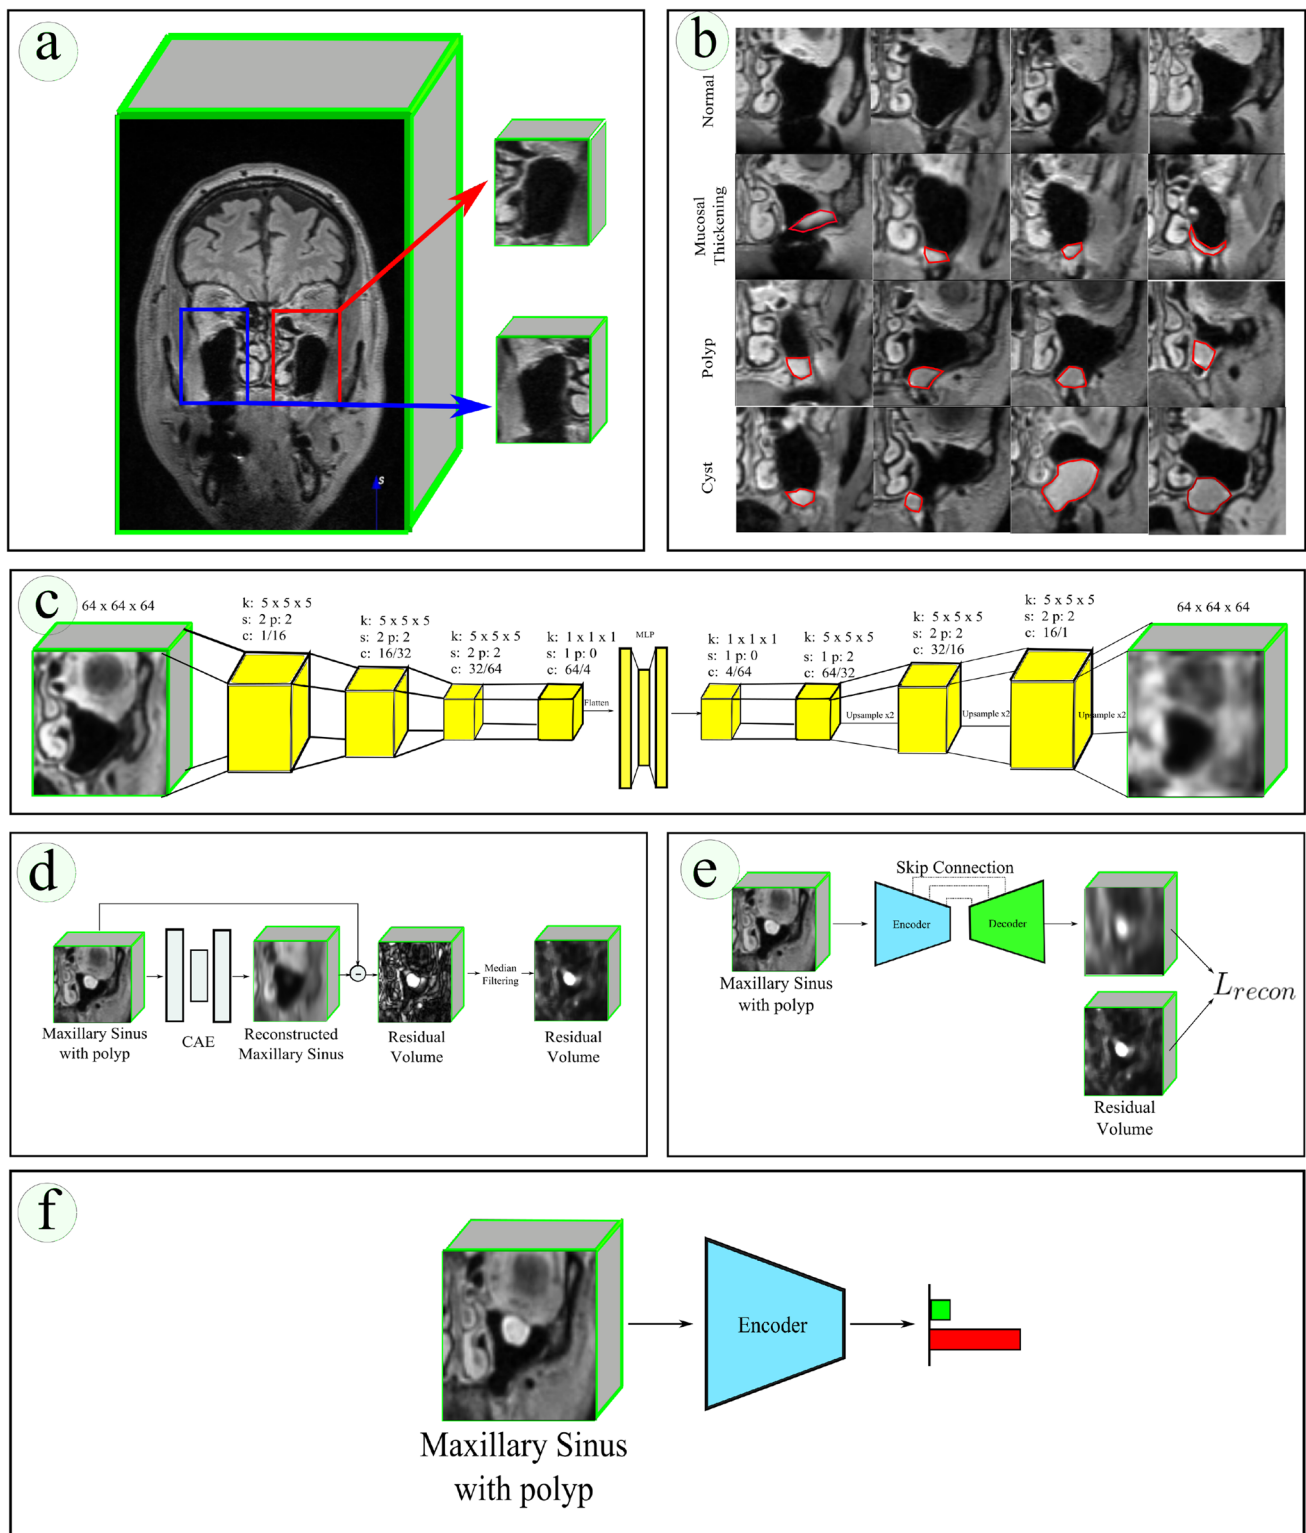 a
S
b
Normal
Mucosal
Thickening
Polyp
Cyst
c
64 x 64 x 64
k: 5 x 5 x 5
s: 2 p: 2
c: 1/16
k: 5 x 5 x 5
s: 2 p: 2
c: 16/32
k: 5 x 5 x 5
s: 2 p: 2
c: 32/64
k: 1 x 1 x 1
s: 1 p: 0
c: 64/4
Flatten
MLP
k: 1 x 1 x 1
s: 1 p: 0
c: 4/64
k: 5 x 5 x 5
s: 1 p: 2
c: 64/32
Upsample x2
k: 5 x 5 x 5
s: 2 p: 2
c: 32/16
Upsample x2
k: 5 x 5 x 5
s: 2 p: 2
c: 16/1
Upsample x2
64 x 64 x 64
d
Maxillary Sinus
with polyp
CAE
Reconstructed
Maxillary Sinus
-
Residual
Volume
Median
Filtering
Residual
Volume
e
Skip Connection
Encoder
Decoder
Maxillary Sinus
with polyp
Lrecon
Residual
Volume
f
Encoder
Maxillary Sinus
with polyp